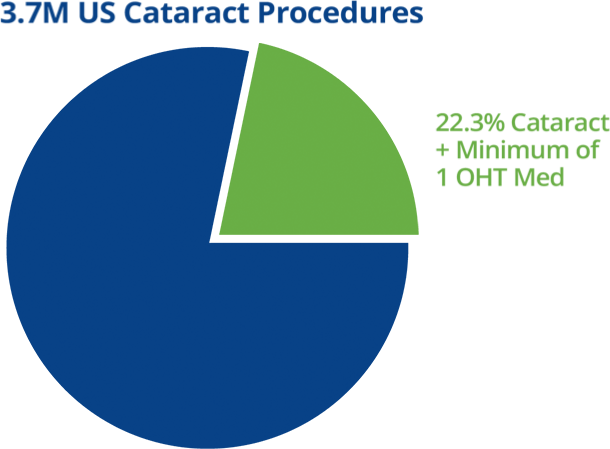 3.7M US Cataract Procedures
22.3% Cataract
+ Minimum of
1 OHT Med